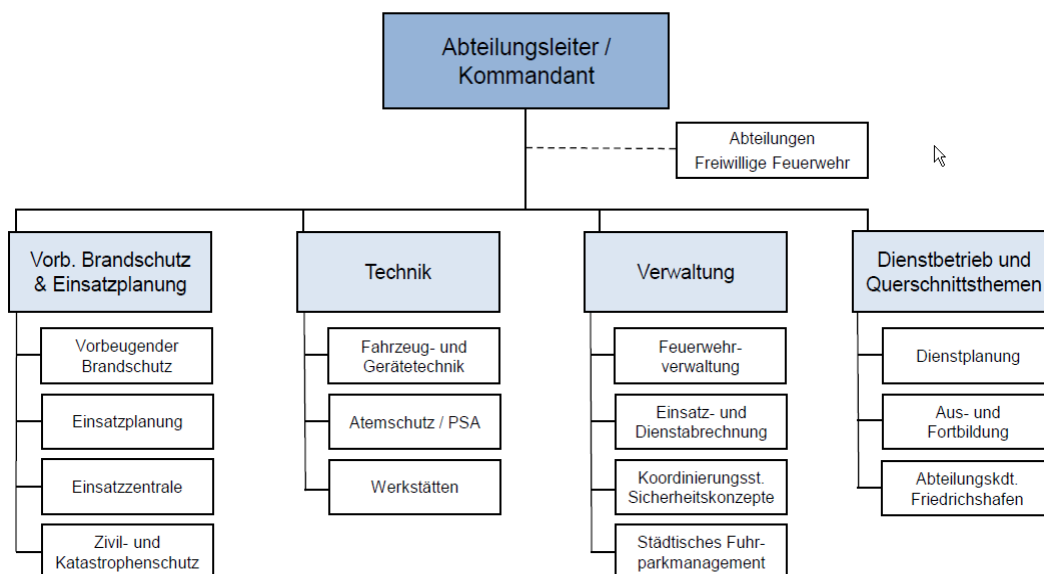 Abteilungsleiter /
Kommandant
Abteilungen
Freiwillige Feuerwehr
Vorb. Brandschutz
& Einsatzplanung
Vorbeugender
Brandschutz
Einsatzplanung
Einsatzzentrale
Zivil- und
Katastrophenschutz
Technik
Fahrzeug- und
Gerätetechnik
Atemschutz / PSA
Werkstätten
Verwaltung
Feuerwehr-
verwaltung
Einsatz- und
Dienstabrechnung
Koordinierungsst.
Sicherheitskonzepte
Städtisches Fuhr-
parkmanagement
Dienstbetrieb und
Querschnittsthemen
Dienstplanung
Aus- und
Fortbildung
Abteilungskdt.
Friedrichshafen